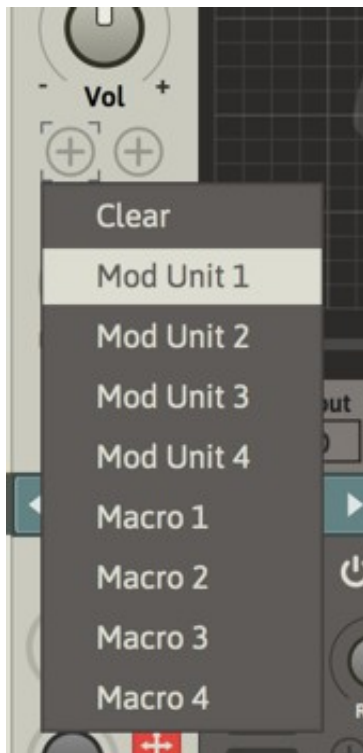 - Vol +
Clear
Mod Unit 1
Mod Unit 2
Mod Unit 3
Mod Unit 4
Macro 1
Macro 2
Macro 3
Macro 4